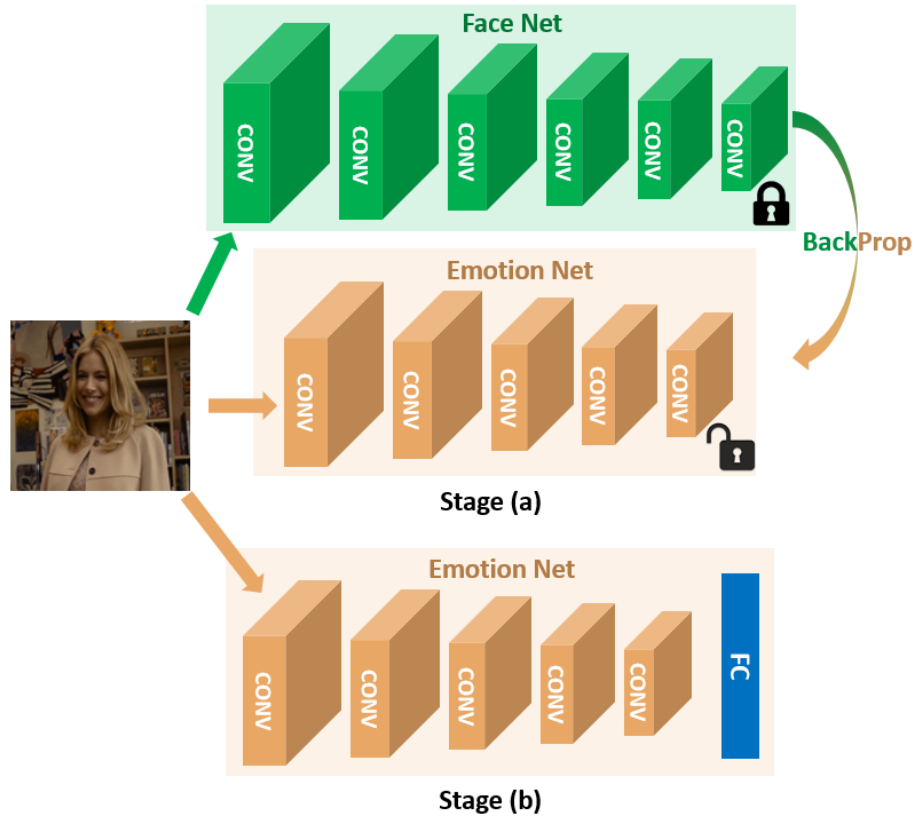 Face Net
CONV
CONV
CONV
CONV
CONV
CONV
BackProp
Emotion Net
CONV
CONV
CONV
CONV
CONV
Stage (a)
Emotion Net
CONV
CONV
CONV
CONV
CONV
FC
Stage (b)